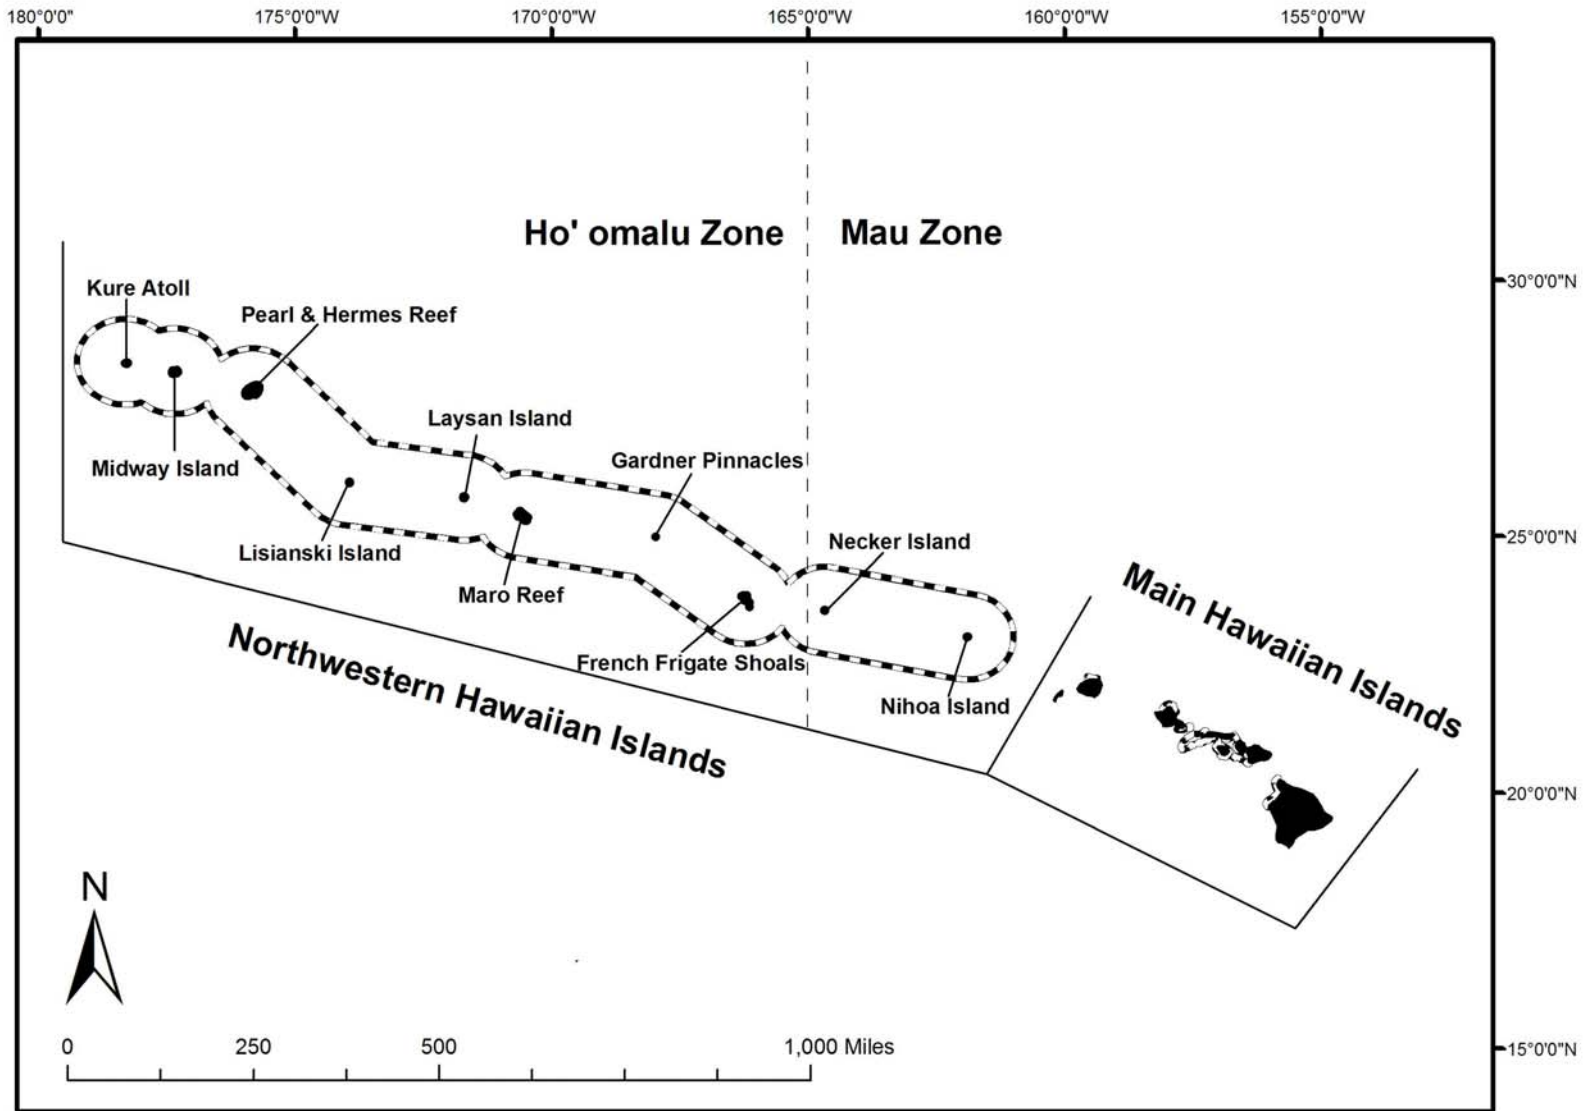 180°0'0" 175°0'0"W 170°0'0"W 165°0'0"W 160°0'0"W 155°0'0"W
Ho' omalu Zone
Mau Zone
30°0'0"N
Kure Atoll
Pearl & Hermes Reef
Laysan Island
Midway Island
Gardner Pinnacles
25°0'0"N
Necker Island
Lisianski Island
Maro Reef
French Frigate Shoals
Nihoa Island
Main Hawaiian Islands
Northwestern Hawaiian Islands
20°0'0"N
N
0 250 500 1,000 Miles
15°0'0"N